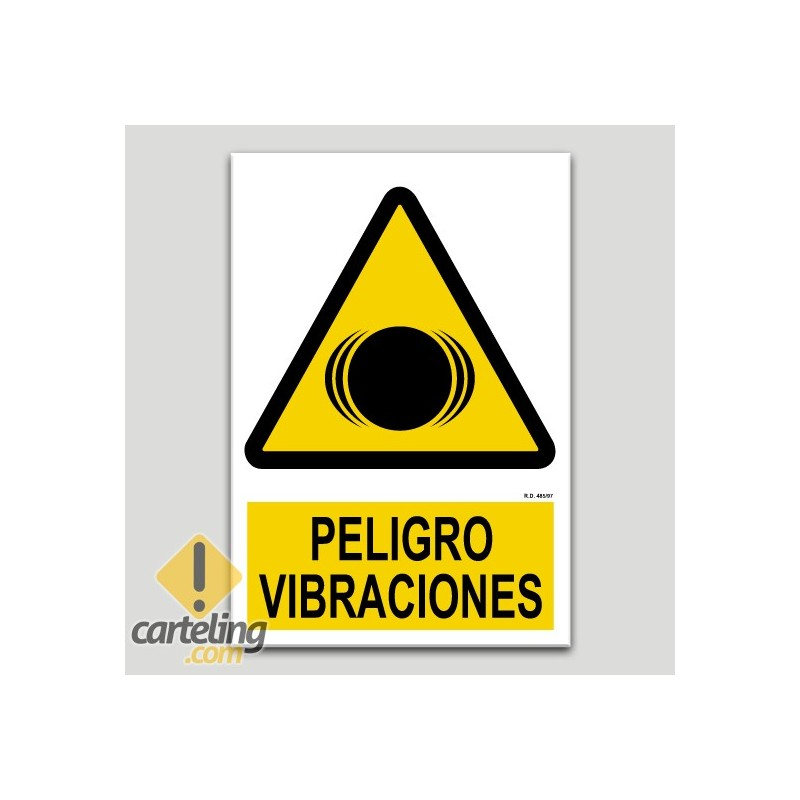 R.D. 485/97
PELIGRO
VIBRACIONES
!
carteling
.com